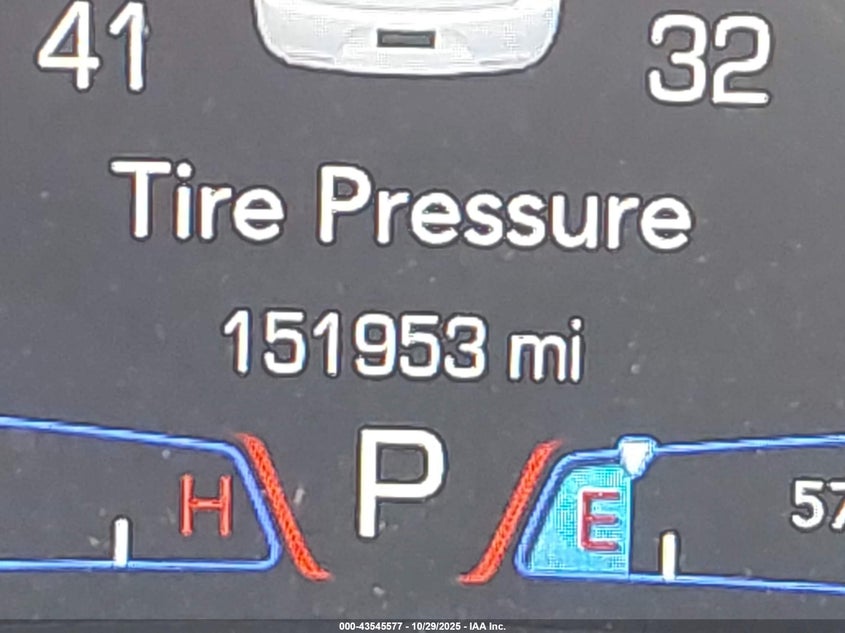 41 32
Tire Pressure
151953 mi
H P E 57
000-43545577 - 10/29/2025 - IAA Inc.